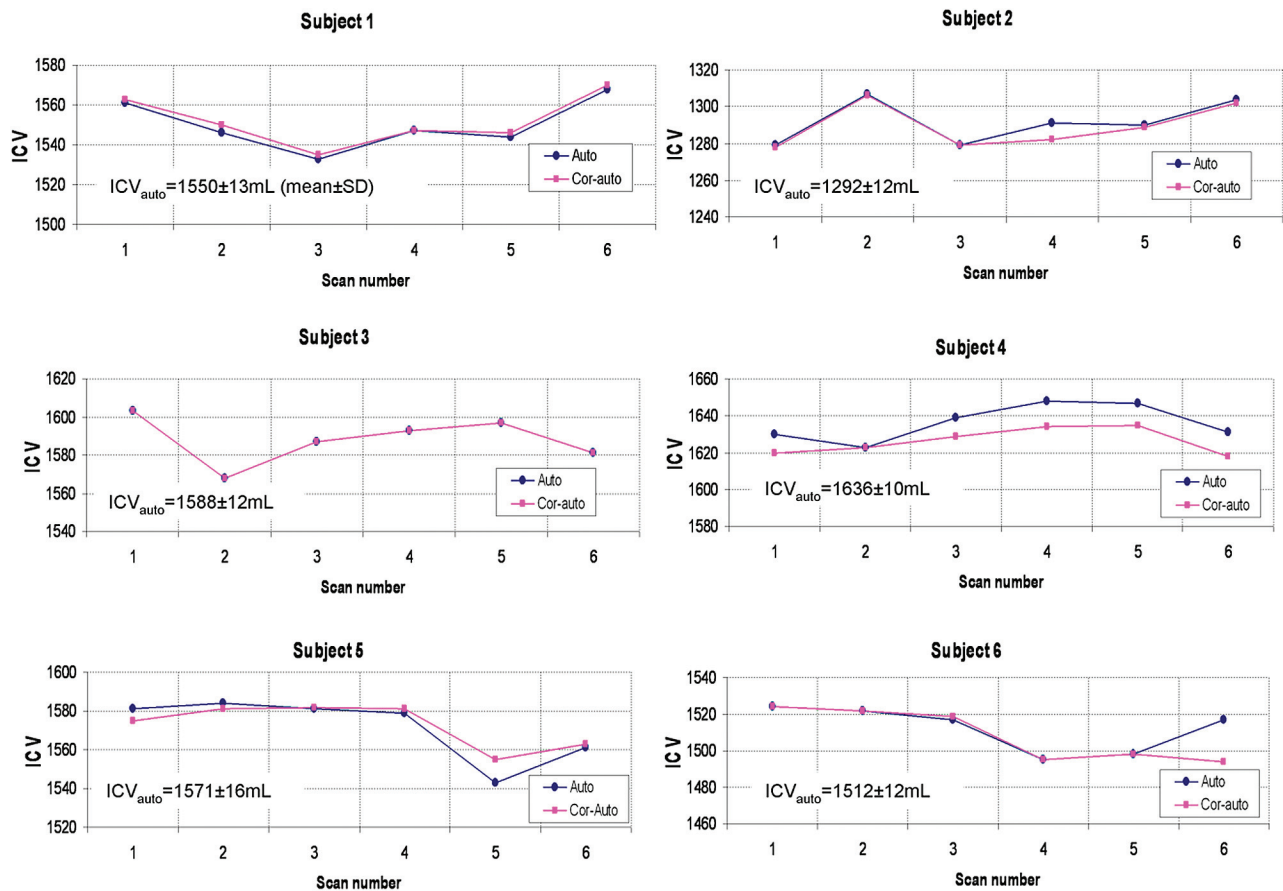 Subject 1
ICV
1580
1560
1540
1520
1500
Auto
Cor-auto
ICVauto=1550±13mL (mean±SD)
1 2 3 4 5 6
Scan number
Subject 2
ICV
1320
1300
1280
1260
1240
Auto
Cor-auto
ICVauto=1292±12mL
1 2 3 4 5 6
Scan number
Subject 3
ICV
1620
1600
1580
1560
1540
Auto
Cor-auto
ICVauto=1588±12mL
1 2 3 4 5 6
Scan number
Subject 4
ICV
1660
1640
1620
1600
1580
Auto
Cor-auto
ICVauto=1636±10mL
1 2 3 4 5 6
Scan number
Subject 5
ICV
1600
1580
1560
1540
1520
Auto
Cor-Auto
ICVauto=1571±16mL
1 2 3 4 5 6
Scan number
Subject 6
ICV
1540
1520
1500
1480
1460
Auto
Cor-auto
ICVauto=1512±12mL
1 2 3 4 5 6
Scan number